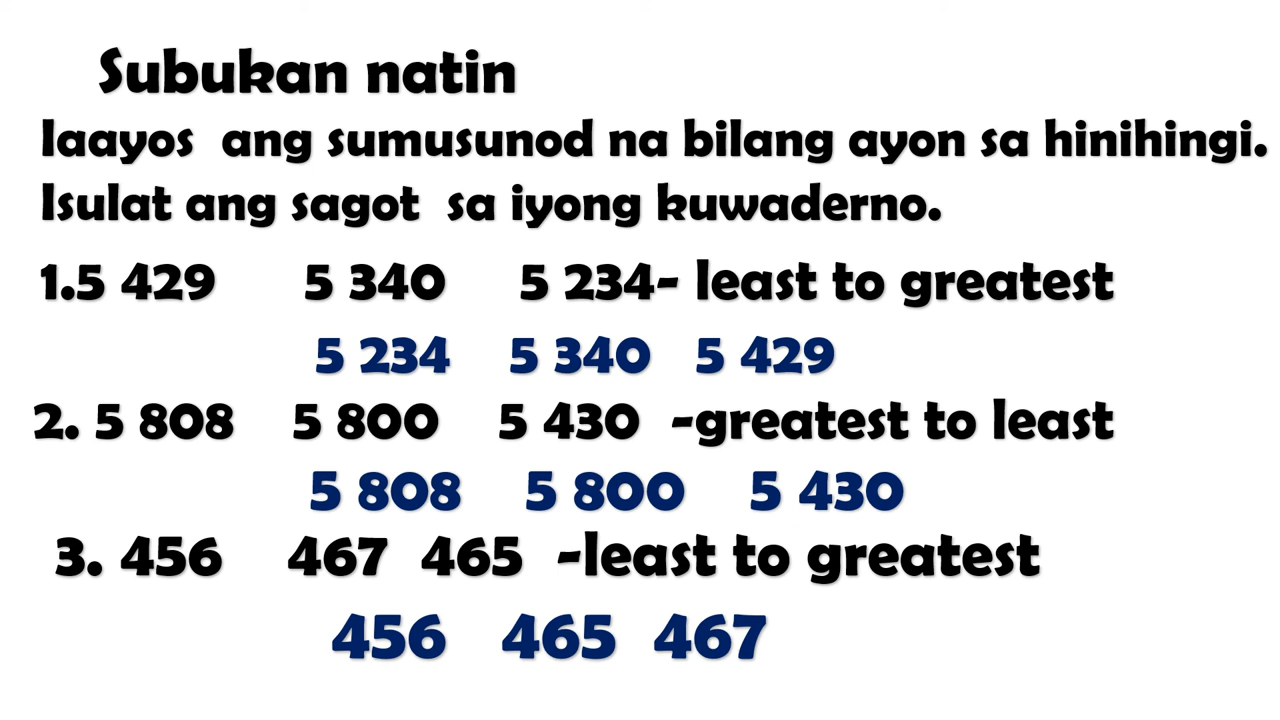 Subukan natin
Iaayos ang sumusunod na bilang ayon sa hinihingi.
Isulat ang sagot sa iyong kuwaderno.
1.5 429 5 340 5 234- least to greatest
5 234 5 340 5 429
2. 5 808 5 800 5 430 -greatest to least
5 808 5 800 5 430
3. 456 467 465 -least to greatest
456 465 467